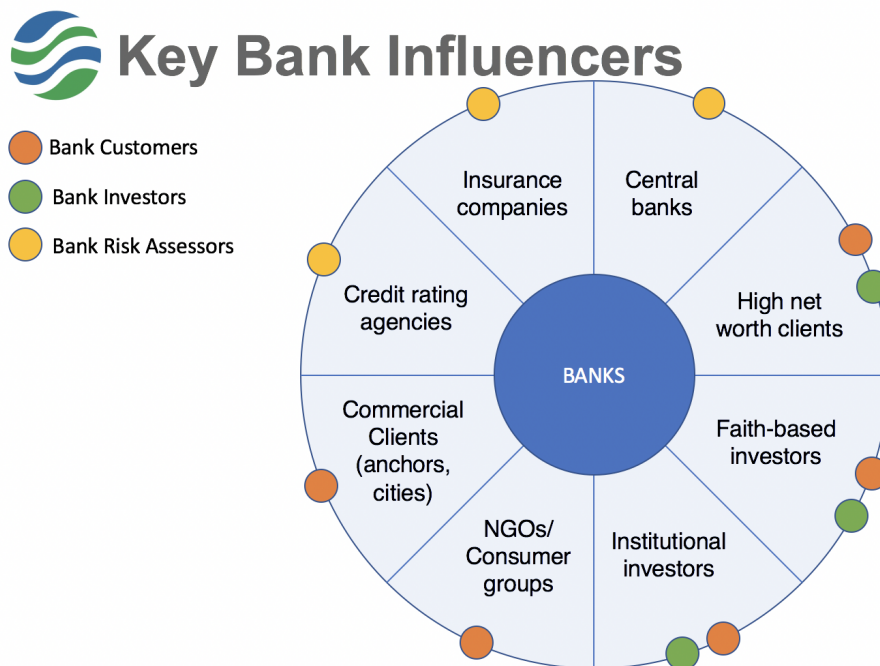 Key Bank Influencers
Bank Customers
Bank Investors
Bank Risk Assessors
Insurance
companies
Central
banks
Credit rating
agencies
High net
worth clients
BANKS
Commercial
Clients
(anchors,
cities)
Faith-based
investors
NGOs/
Consumer
groups
Institutional
investors